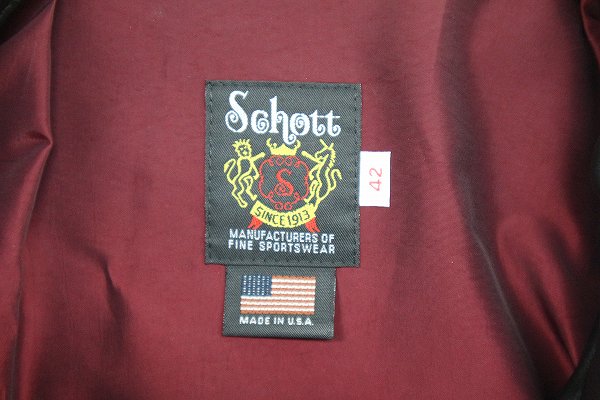 Schott
S
SINCE 1913
MANUFACTURERS OF
FINE SPORTSWEAR
42
MADE IN U.S.A.